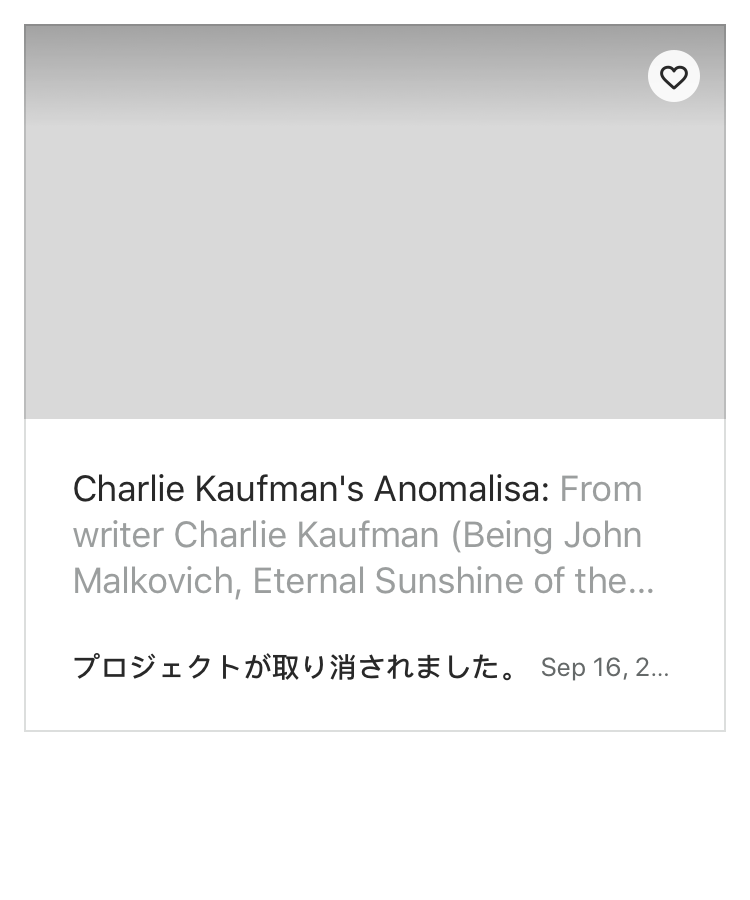 Charlie Kaufman's Anomalisa: From
writer Charlie Kaufman (Being John
Malkovich, Eternal Sunshine of the...
プロジェクトが取り消されました。 Sep 16, 2...